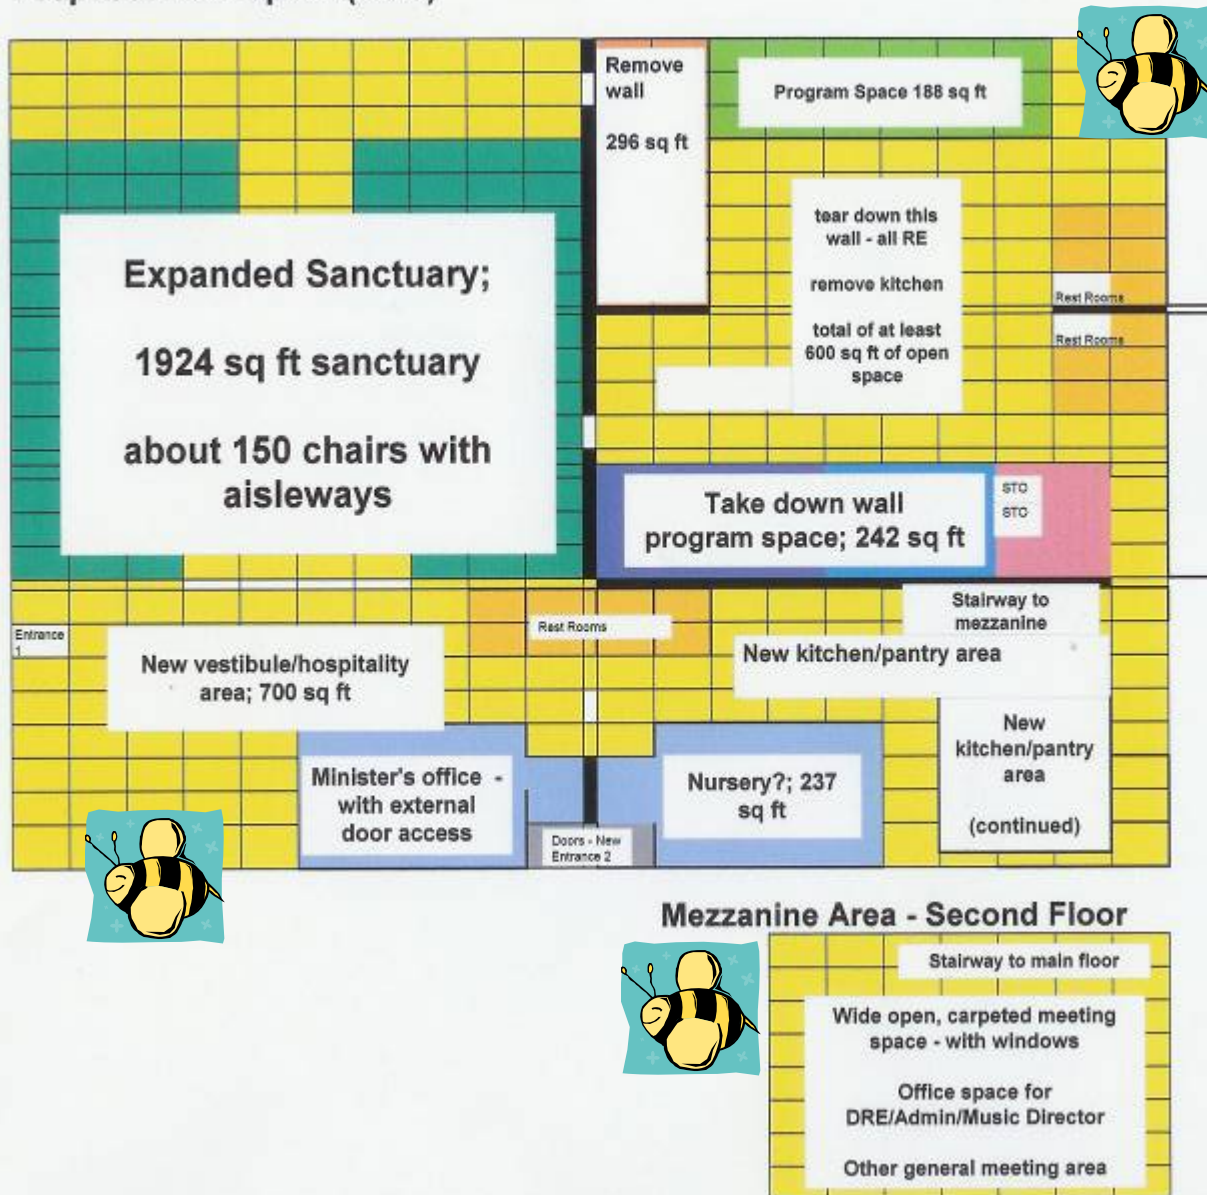 Remove
wall
296 sq ft
Program Space 188 sq ft
tear down this
wall - all RE
remove kitchen
total of at least
600 sq ft of open
space
Rest Rooms
Rest Rooms
Expanded Sanctuary;
1924 sq ft sanctuary
about 150 chairs with
aisleways
Take down wall
program space; 242 sq ft
STO
STO
Stairway to
mezzanine
Entrance
1
Rest Rooms
New vestibule/hospitality
area; 700 sq ft
New kitchen/pantry area
New
kitchen/pantry
area
(continued)
Minister's office -
with external
door access
Nursery?; 237
sq ft
Doors - New
Entrance 2
Mezzanine Area - Second Floor
Stairway to main floor
Wide open, carpeted meeting
space - with windows
Office space for
DRE/Admin/Music Director
Other general meeting area